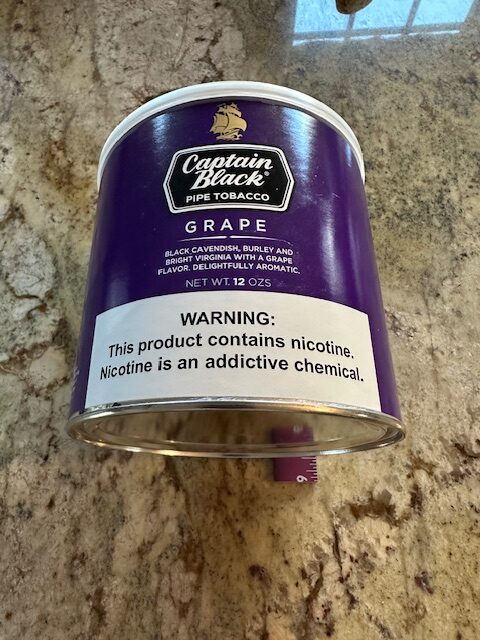 Captain
Black®
PIPE TOBACCO
GRAPE
BLACK CAVENDISH, BURLEY AND
BRIGHT VIRGINIA WITH A GRAPE
FLAVOR. DELIGHTFULLY AROMATIC.
NET WT. 12 OZS
WARNING:
This product contains nicotine.
Nicotine is an addictive chemical.